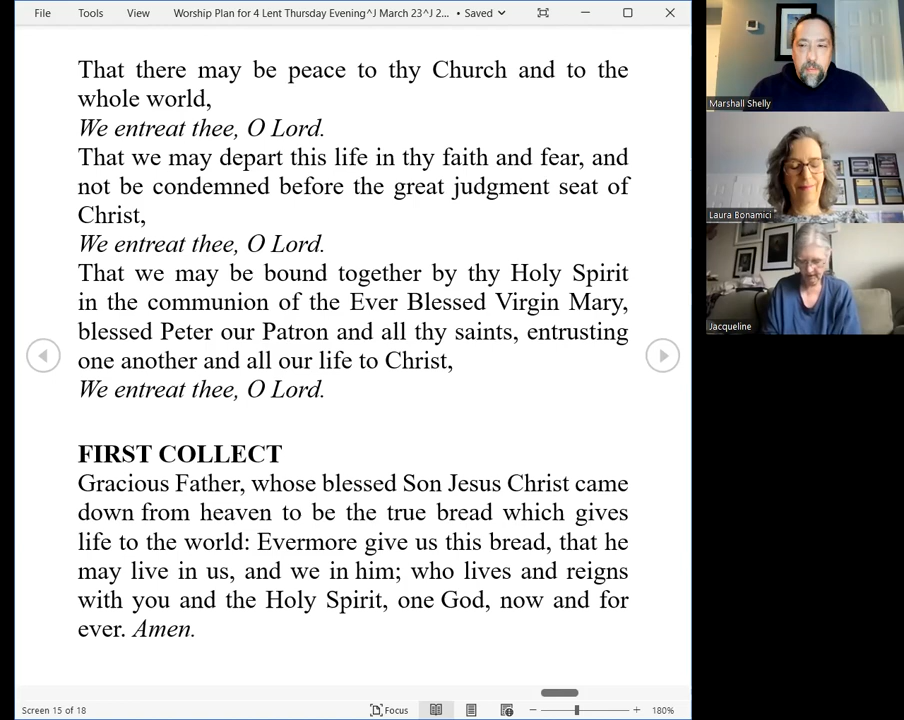 File Tools View Worship Plan for 4 Lent Thursday Evening^J March 23^J 2... • Saved
That there may be peace to thy Church and to the
whole world,
We entreat thee, O Lord.
That we may depart this life in thy faith and fear, and
not be condemned before the great judgment seat of
Christ,
We entreat thee, O Lord.
That we may be bound together by thy Holy Spirit
in the communion of the Ever Blessed Virgin Mary,
blessed Peter our Patron and all thy saints, entrusting
one another and all our life to Christ,
We entreat thee, O Lord.
FIRST COLLECT
Gracious Father, whose blessed Son Jesus Christ came
down from heaven to be the true bread which gives
life to the world: Evermore give us this bread, that he
may live in us, and we in him; who lives and reigns
with you and the Holy Spirit, one God, now and for
ever. Amen.
Screen 15 of 18 Focus 180%
Marshall Shelly
Laura Bonamici
Jacqueline